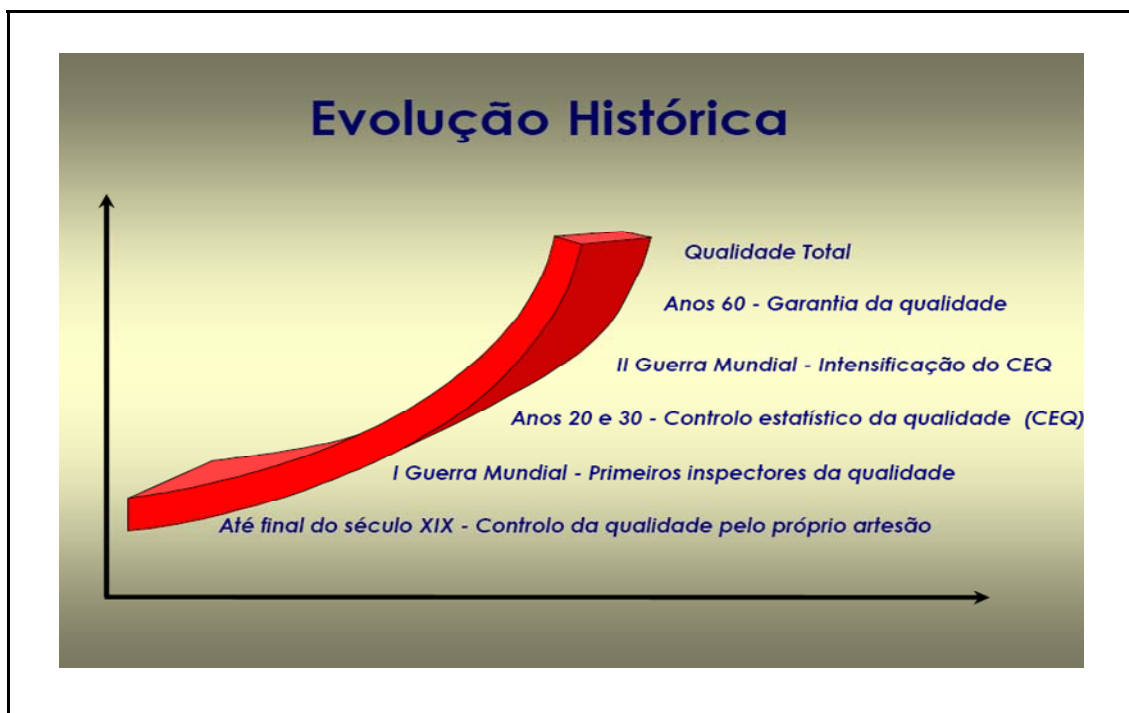 Evolução Histórica
Qualidade Total
Anos 60 - Garantia da qualidade
II Guerra Mundial - Intensificação do CEQ
Anos 20 e 30 - Controlo estatístico da qualidade (CEQ)
I Guerra Mundial - Primeiros inspectores da qualidade
Até final do século XIX - Controlo da qualidade pelo próprio artesão